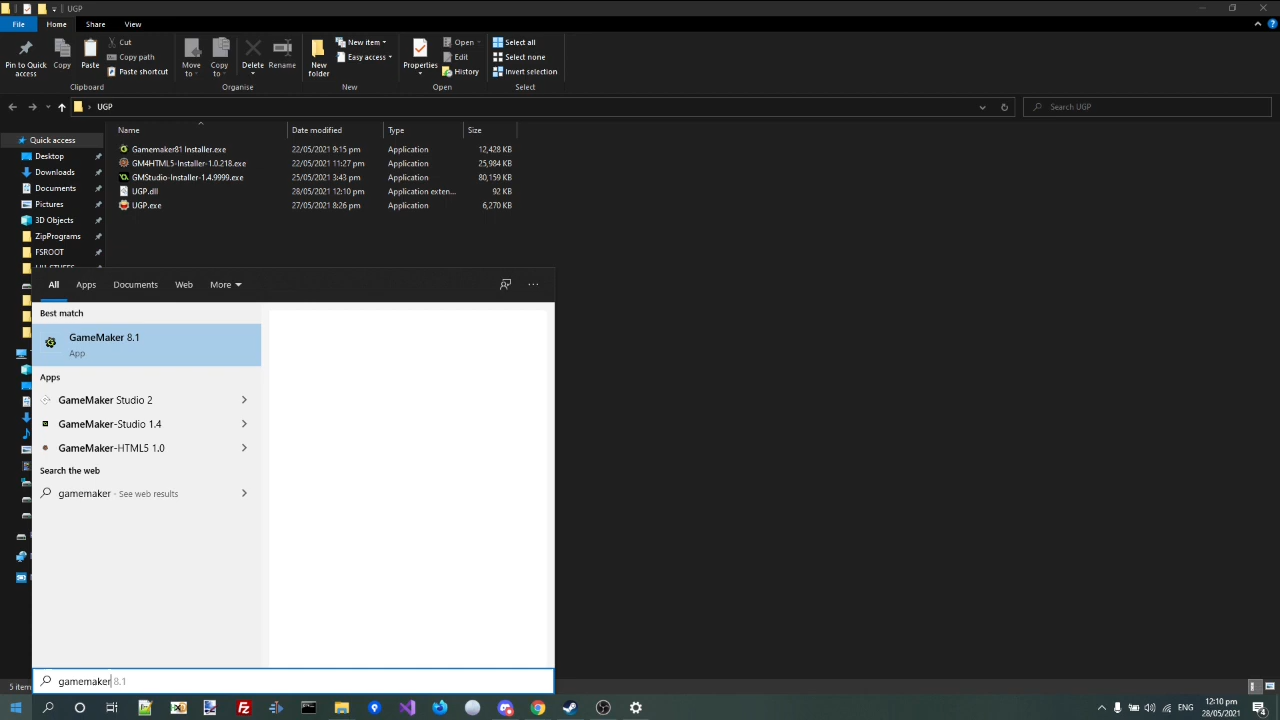 UGP
File Home Share View
Pin to Quick access
Copy
Paste
Cut
Copy path
Paste shortcut
Move to
Copy to
Delete
Rename
New folder
New item
Easy access
Properties
Open
Edit
History
Select all
Select none
Invert selection
Clipboard Organise New Open Select
UGP
Search UGP
Name Date modified Type Size
Quick access
Desktop
Downloads
Documents
Pictures
3D Objects
ZipPrograms
FSROOT
Gamemaker81 Installer.exe 22/05/2021 9:15 pm Application 12,428 KB
GM4HTML5-Installer-1.0.218.exe 22/05/2021 11:27 pm Application 25,984 KB
GMStudio-Installer-1.4.9999.exe 25/05/2021 3:43 pm Application 80,159 KB
UGP.dll 28/05/2021 12:10 pm Application exten... 92 KB
UGP.exe 27/05/2021 8:26 pm Application 6,270 KB
All Apps Documents Web More
Best match
GameMaker 8.1
App
Apps
GameMaker Studio 2
GameMaker-Studio 1.4
GameMaker-HTML5 1.0
Search the web
gamemaker - See web results
gamemaker 8.1
5 item
ENG
12:10 pm
28/05/2021
4